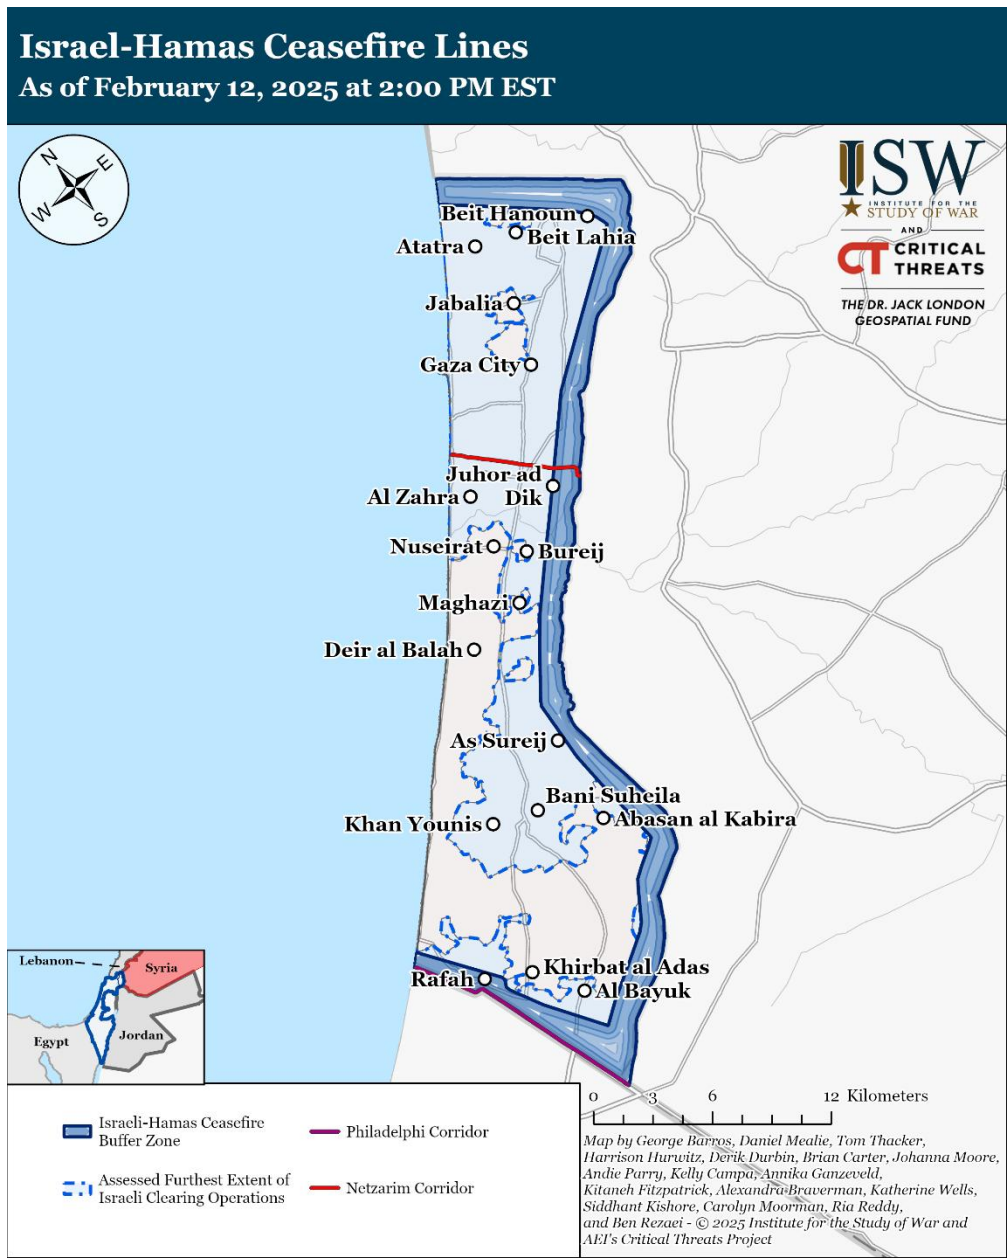 Israel-Hamas Ceasefire Lines
As of February 12, 2025 at 2:00 PM EST
N
E
W
S
ISW
INSTITUTE FOR THE
STUDY OF WAR
AND
CT CRITICAL
THREATS
THE DR. JACK LONDON
GEOSPATIAL FUND
Beit Hanoun
Beit Lahia
Atatra
Jabalia
Gaza City
Juhor ad
Dik
Al Zahra
Nuseirat
Bureij
Maghazi
Deir al Balah
As Sureij
Bani Suheila
Abasan al Kabira
Khan Younis
Khirbat al Adas
Rafah
Al Bayuk
Lebanon
Syria
Egypt
Jordan
0 3 6 12 Kilometers
Israeli-Hamas Ceasefire
Buffer Zone
Philadelphi Corridor
Assessed Furthest Extent of
Israeli Clearing Operations
Netzarim Corridor
Map by George Barros, Daniel Mealie, Tom Thacker,
Harrison Hurwitz, Derik Durbin, Brian Carter, Johanna Moore,
Andie Parry, Kelly Campa, Annika Ganzeveld,
Kitaneh Fitzpatrick, Alexandra Braverman, Katherine Wells,
Siddhant Kishore, Carolyn Moorman, Ria Reddy,
and Ben Rezaei - © 2025 Institute for the Study of War and
AEI's Critical Threats Project